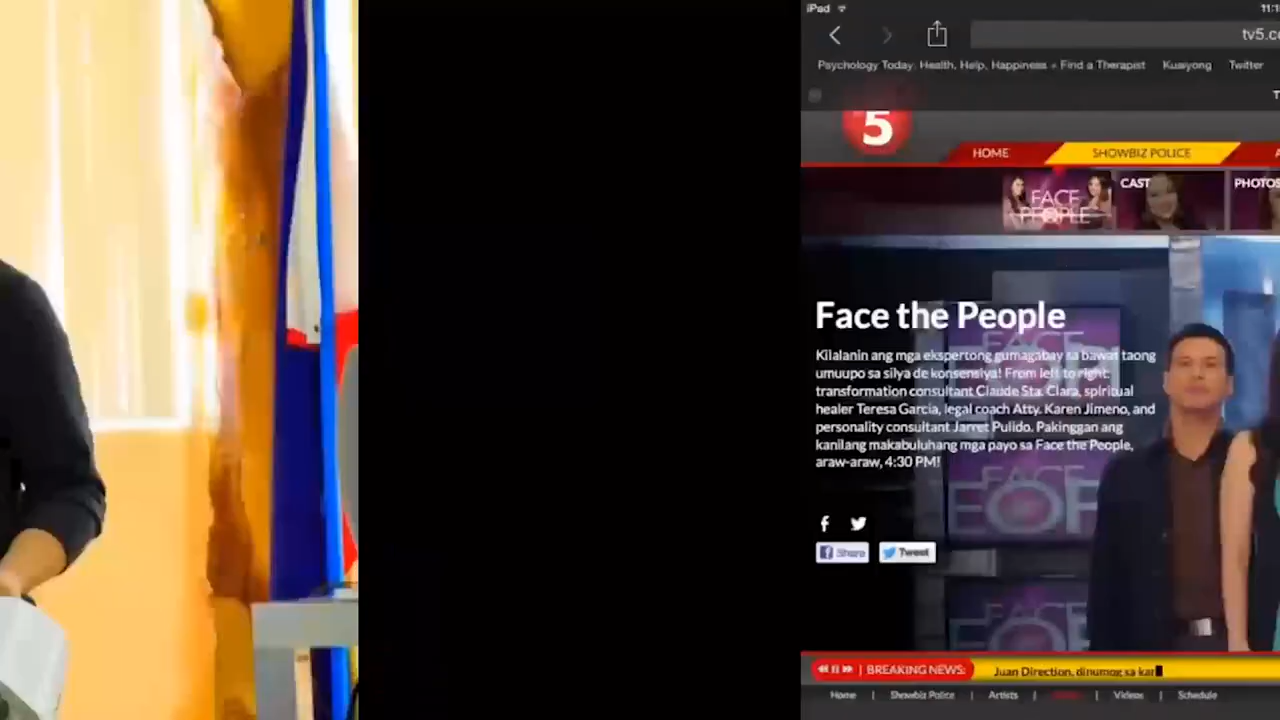 iPad
tv5.co
Psychology Today: Health, Help, Happiness + Find a Therapist Kusiyong Twitter
5
HOME SHOWBIZ POLICE
FACE PEOPLE CAST PHOTOS
Face the People
Kilalanin ang mga ekspertong gumagabay sa bawat taong
umuupo sa silya de konsensiya! From left to right:
transformation consultant Claude Sta. Clara, spiritual
healer Teresa Garcia, legal coach Atty. Karen Jimeno, and
personality consultant Jarret Pulido. Pakinggan ang
kanilang makabuluhang mga payo sa Face the People,
araw-araw, 4:30 PM!
Share Tweet
BREAKING NEWS: Juan Direction, dinumog sa kar
Home | Showbiz Police | Artists | | Videos | Schedule